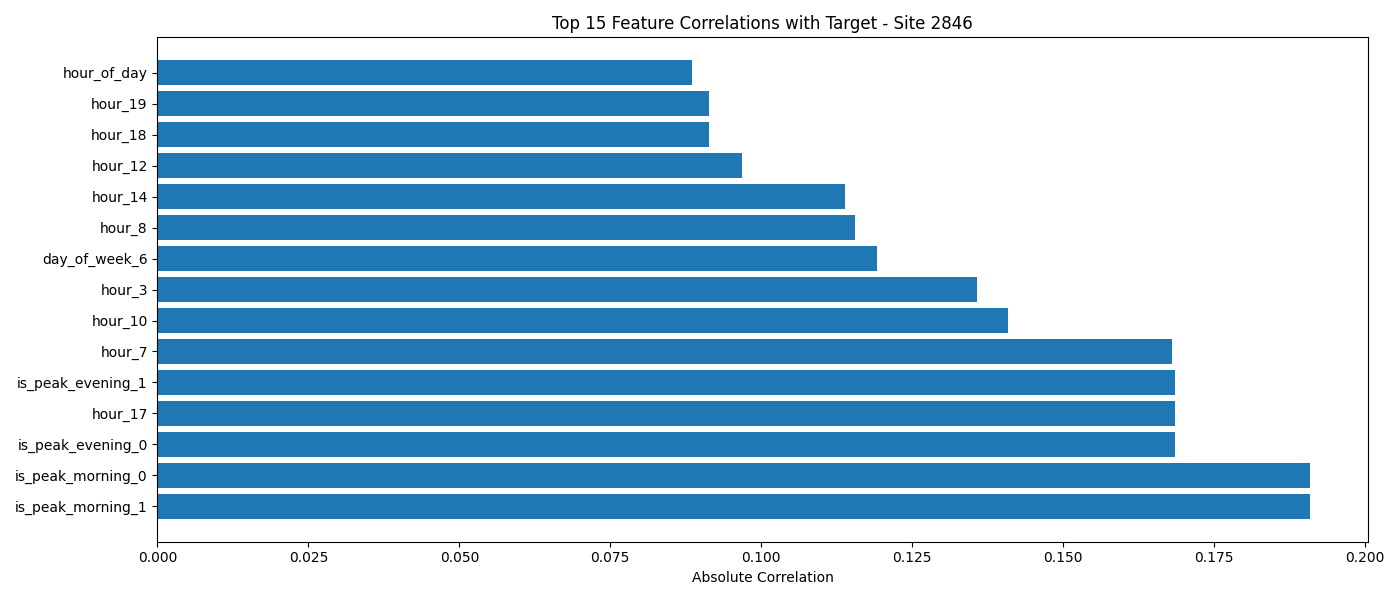 Top 15 Feature Correlations with Target - Site 2846
hour_of_day
hour_19
hour_18
hour_12
hour_14
hour_8
day_of_week_6
hour_3
hour_10
hour_7
is_peak_evening_1
hour_17
is_peak_evening_0
is_peak_morning_0
is_peak_morning_1
0.000 0.025 0.050 0.075 0.100 0.125 0.150 0.175 0.200
Absolute Correlation